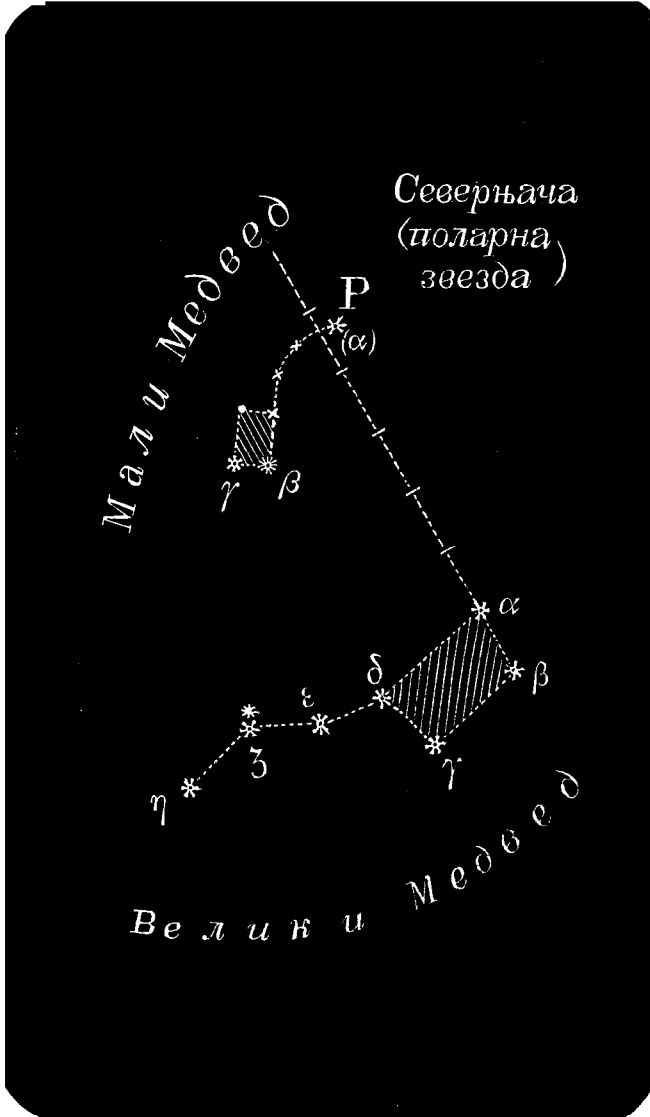 Северњача
(поларна
звезда)
Мали Медвед
P
(α)
γ
β
α
β
δ
ε
ζ
γ
η
Велики Медвед